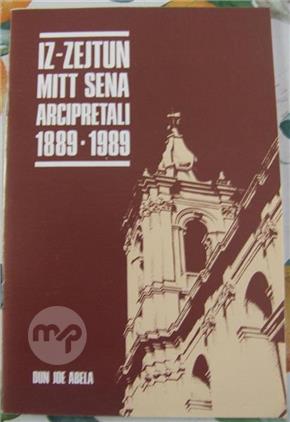 IZ-ZEJTUN
MITT SENA
ARCIPRETALI
1889·1989
mp
DUN JOE ABELA